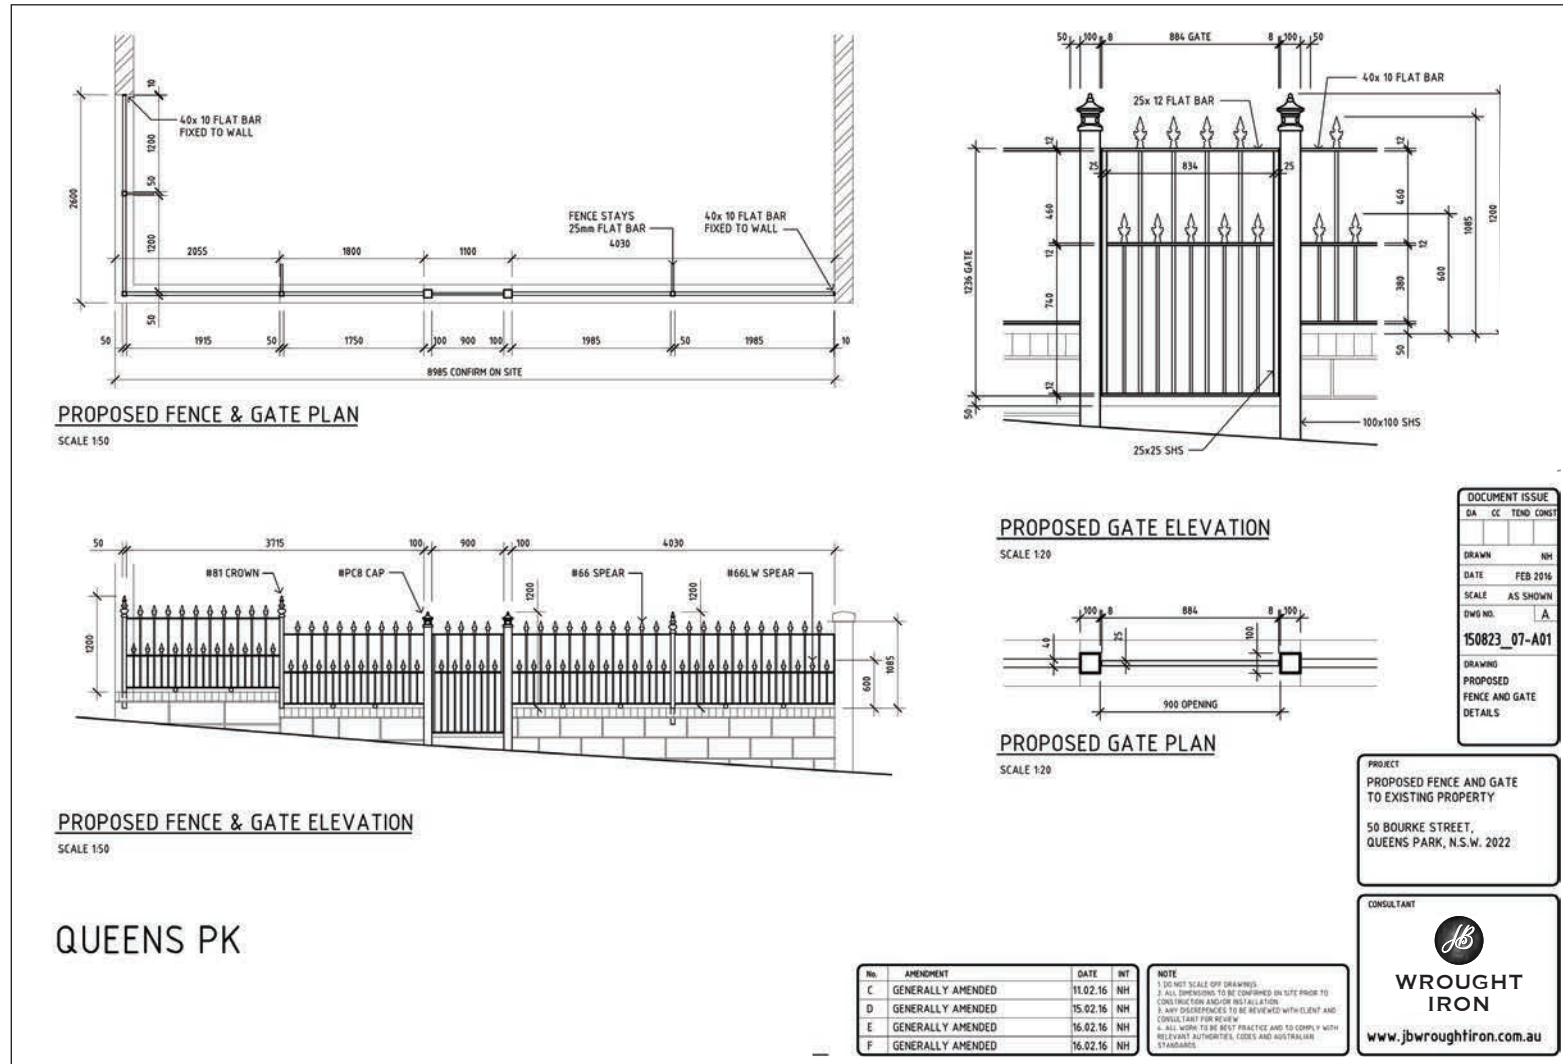 10
40x 10 FLAT BAR
FIXED TO WALL
1200
50
2600
1200
50
FENCE STAYS
25mm FLAT BAR
40x 10 FLAT BAR
FIXED TO WALL
2055
1800
1100
4030
50
1915
50
1750
100
900
100
1985
50
1985
10
8985 CONFIRM ON SITE
PROPOSED FENCE & GATE PLAN
SCALE 1:50
50
100
8
884 GATE
8
100
50
40x 10 FLAT BAR
25x 12 FLAT BAR
12
12
25
834
25
460
460
1200
1085
12
12
600
1236 GATE
740
380
50
12
50
100x100 SHS
25x25 SHS
PROPOSED GATE ELEVATION
SCALE 1:20
50
3715
100
900
100
4030
#81 CROWN
#PC8 CAP
#66 SPEAR
#66LW SPEAR
1200
1200
1200
600
1085
PROPOSED FENCE & GATE ELEVATION
SCALE 1:50
100
8
884
8
100
40
25
100
900 OPENING
PROPOSED GATE PLAN
SCALE 1:20
DOCUMENT ISSUE
DA CC TEND CONST
DRAWN NH
DATE FEB 2016
SCALE AS SHOWN
DWG NO. A
150823_07-A01
DRAWING
PROPOSED
FENCE AND GATE
DETAILS
PROJECT
PROPOSED FENCE AND GATE
TO EXISTING PROPERTY
50 BOURKE STREET,
QUEENS PARK, N.S.W. 2022
CONSULTANT
JB
WROUGHT
IRON
www.jbwroughtiron.com.au
QUEENS PK
No. AMENDMENT DATE INT
C GENERALLY AMENDED 11.02.16 NH
D GENERALLY AMENDED 15.02.16 NH
E GENERALLY AMENDED 16.02.16 NH
F GENERALLY AMENDED 16.02.16 NH
NOTE
1. DO NOT SCALE OFF DRAWINGS
2. ALL DIMENSIONS TO BE CONFIRMED ON SITE PRIOR TO
CONSTRUCTION AND/OR INSTALLATION
3. ANY DISCREPENCIES TO BE REVIEWED WITH CLIENT AND
CONSULTANT FOR REVIEW
4. ALL WORK TO BE BEST PRACTICE AND TO COMPLY WITH
RELEVANT AUTHORITIES, CODES AND AUSTRALIAN
STANDARDS